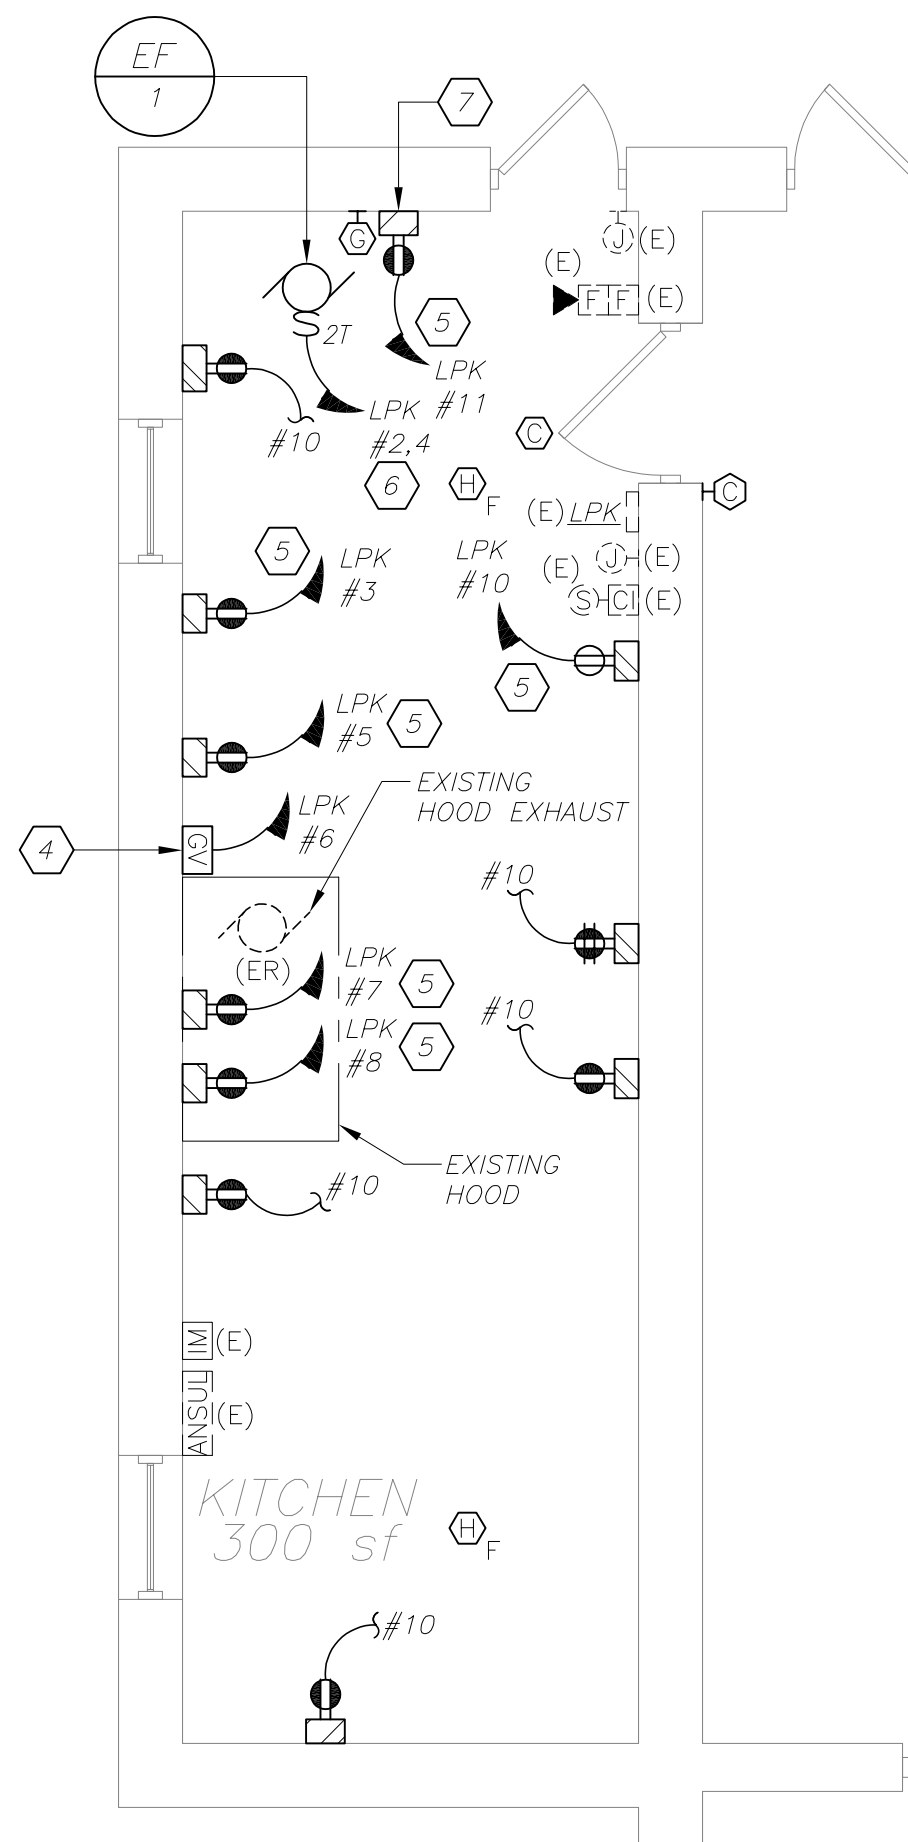 EF
1
7
G
J (E)
(E)
F F (E)
5
2T
LPK
#11
LPK
#2,4
#10
C
6
H
F
C
(E) LPK
5
LPK
#3
LPK
#10
J (E)
(E)
S CI (E)
5
LPK
#5
5
EXISTING
HOOD EXHAUST
LPK
#6
4
GV
#10
(ER)
LPK
#7
5
#10
LPK
#8
5
EXISTING
HOOD
#10
IM (E)
ANSUL (E)
KITCHEN
300 sf
H
F
#10